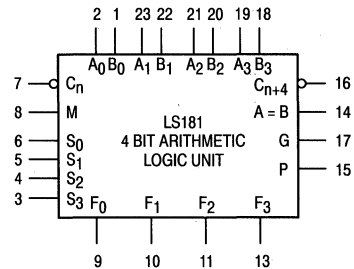 2 1 23 22 21 20 19 18
A0 B0 A1 B1 A2 B2 A3 B3
7 Cn Cn+4 16
8 M LS181 A = B 14
6 S0 4 BIT ARITHMETIC G 17
5 S1 LOGIC UNIT
4 S2 P 15
3 S3 F0 F1 F2 F3
9 10 11 13